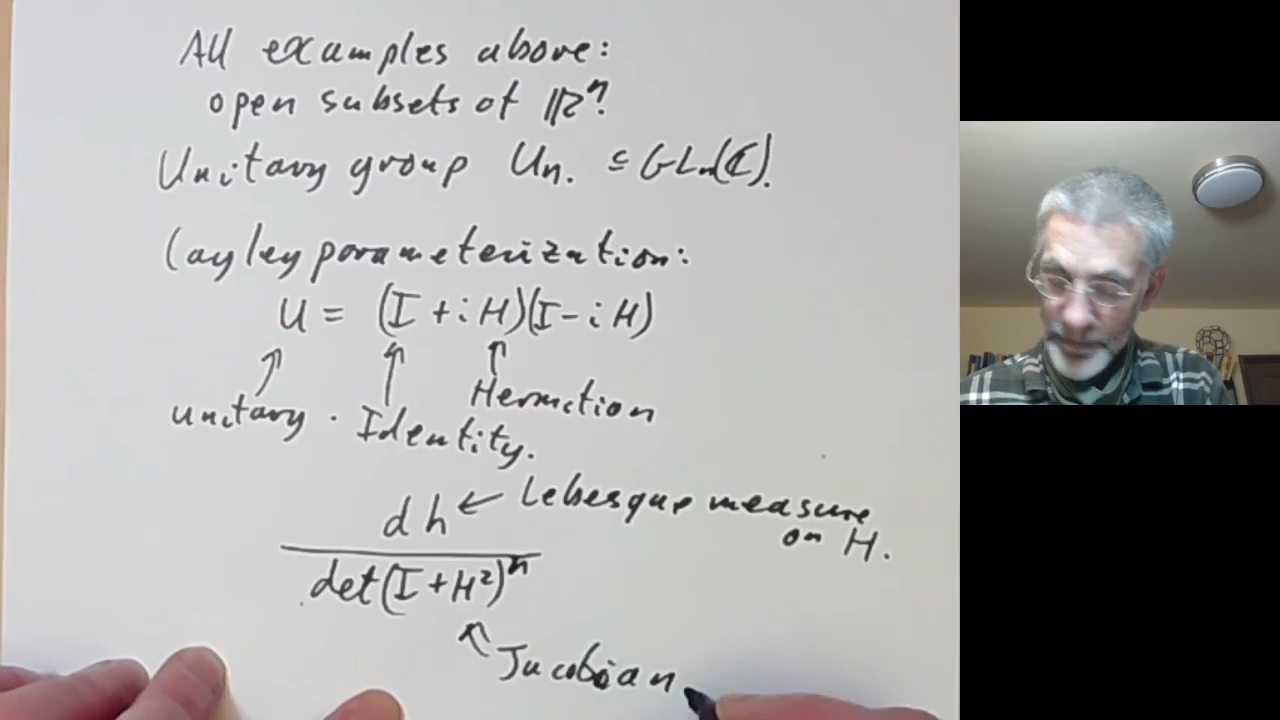 All examples above:
open subsets of ℝⁿ.
Unitary group Uₙ. ⊆ GLₙ(ℂ).
Cayley parameterization:
U = (I + iH)(I - iH)
↗ ↑ ↑
unitary. Identity. Hermition
dh ← Lebesgue measure on H.
det(I + H²)ⁿ
↖ Jacobian